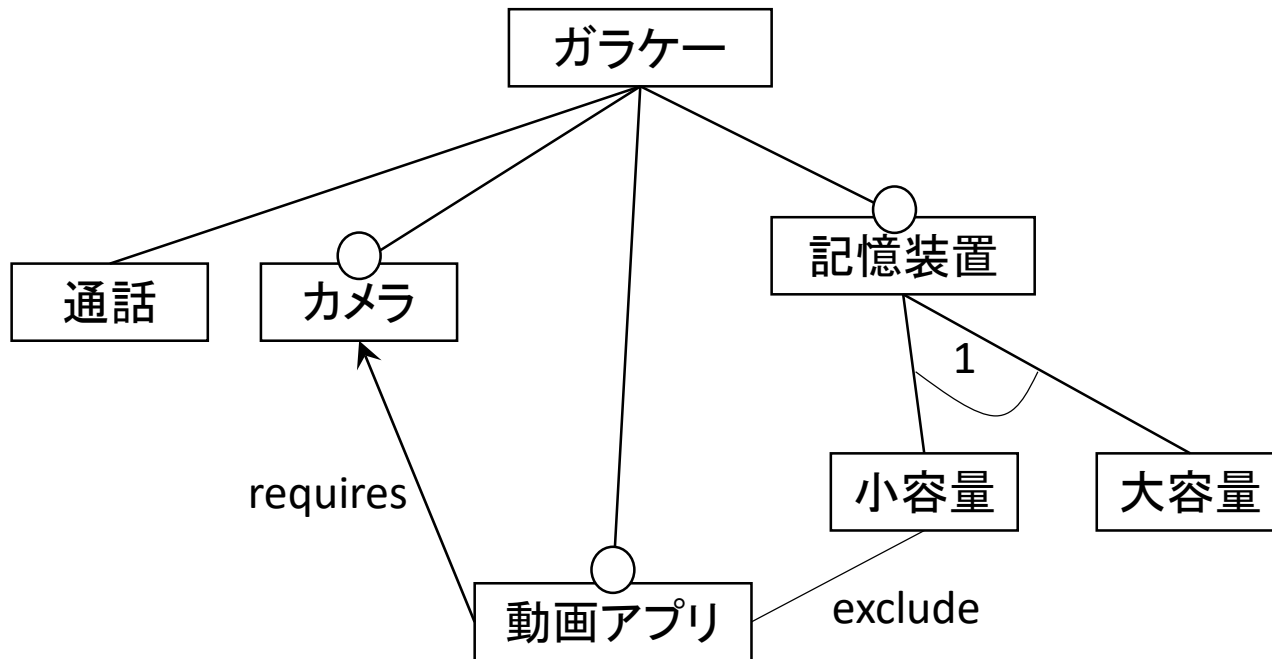 ガラケー
通話
カメラ
記憶装置
1
小容量
大容量
requires
動画アプリ
exclude